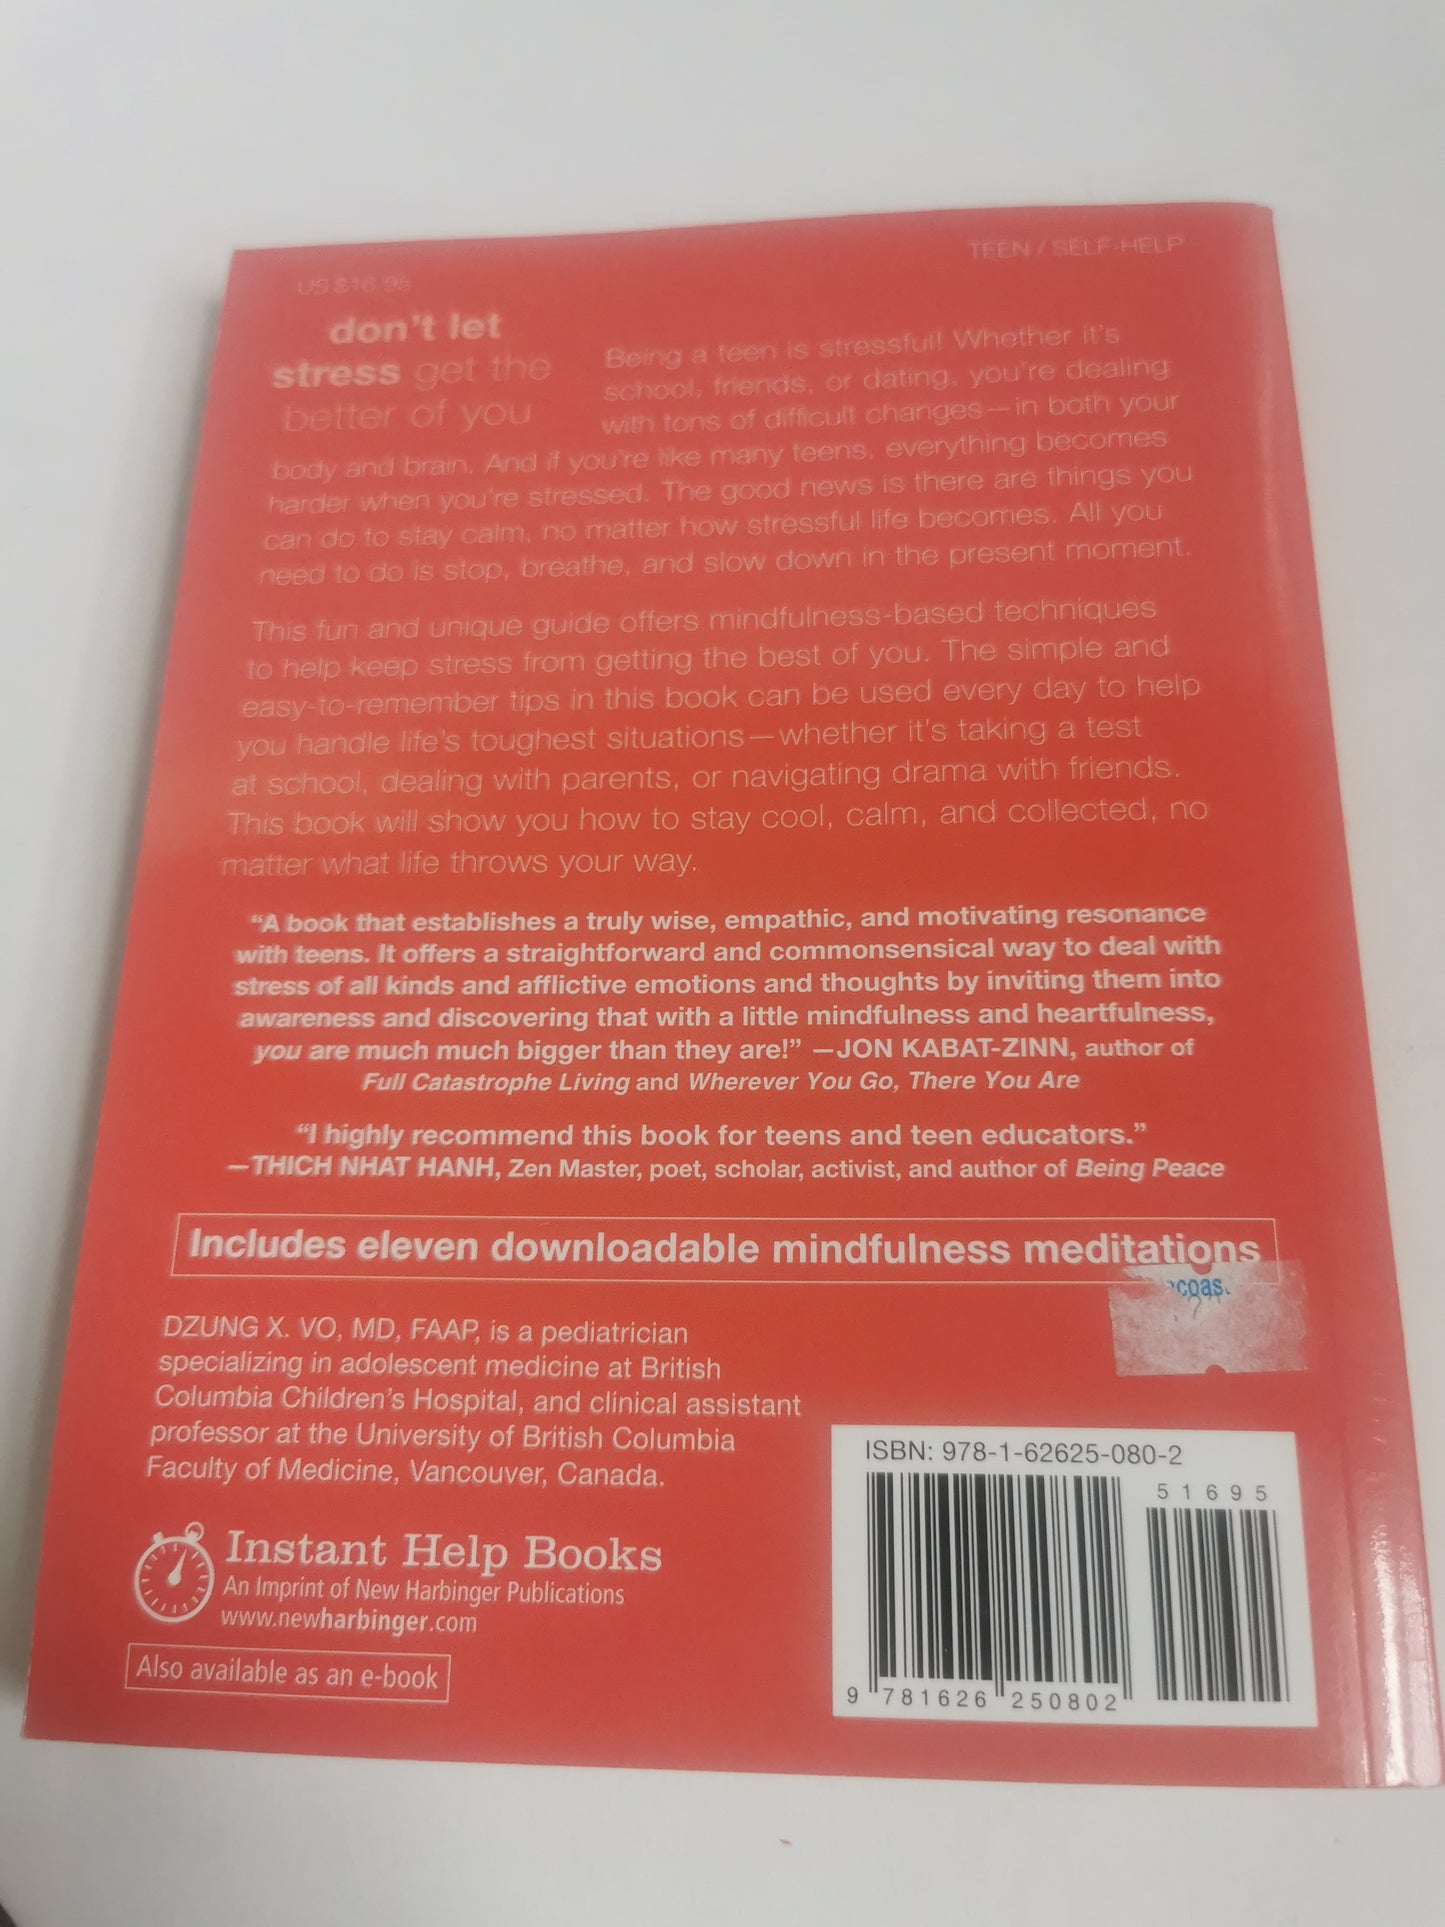 TEEN / SELF-HELP
US $16.95
don't let
stress get the
better of you
Being a teen is stressful! Whether it's
school, friends, or dating, you're dealing
with tons of difficult changes—in both your
body and brain. And if you're like many teens, everything becomes
harder when you're stressed. The good news is there are things you
can do to stay calm, no matter how stressful life becomes. All you
need to do is stop, breathe, and slow down in the present moment.
This fun and unique guide offers mindfulness-based techniques
to help keep stress from getting the best of you. The simple and
easy-to-remember tips in this book can be used every day to help
you handle life's toughest situations—whether it's taking a test
at school, dealing with parents, or navigating drama with friends.
This book will show you how to stay cool, calm, and collected, no
matter what life throws your way.
“A book that establishes a truly wise, empathic, and motivating resonance
with teens. It offers a straightforward and commonsensical way to deal with
stress of all kinds and afflictive emotions and thoughts by inviting them into
awareness and discovering that with a little mindfulness and heartfulness,
you are much much bigger than they are!” —JON KABAT-ZINN, author of
Full Catastrophe Living and Wherever You Go, There You Are
“I highly recommend this book for teens and teen educators.”
—THICH NHAT HANH, Zen Master, poet, scholar, activist, and author of Being Peace
Includes eleven downloadable mindfulness meditations
DZUNG X. VO, MD, FAAP, is a pediatrician
specializing in adolescent medicine at British
Columbia Children's Hospital, and clinical assistant
professor at the University of British Columbia
Faculty of Medicine, Vancouver, Canada.
Instant Help Books
An Imprint of New Harbinger Publications
www.newharbinger.com
Also available as an e-book
ISBN: 978-1-62625-080-2
51695
9 781626 250802